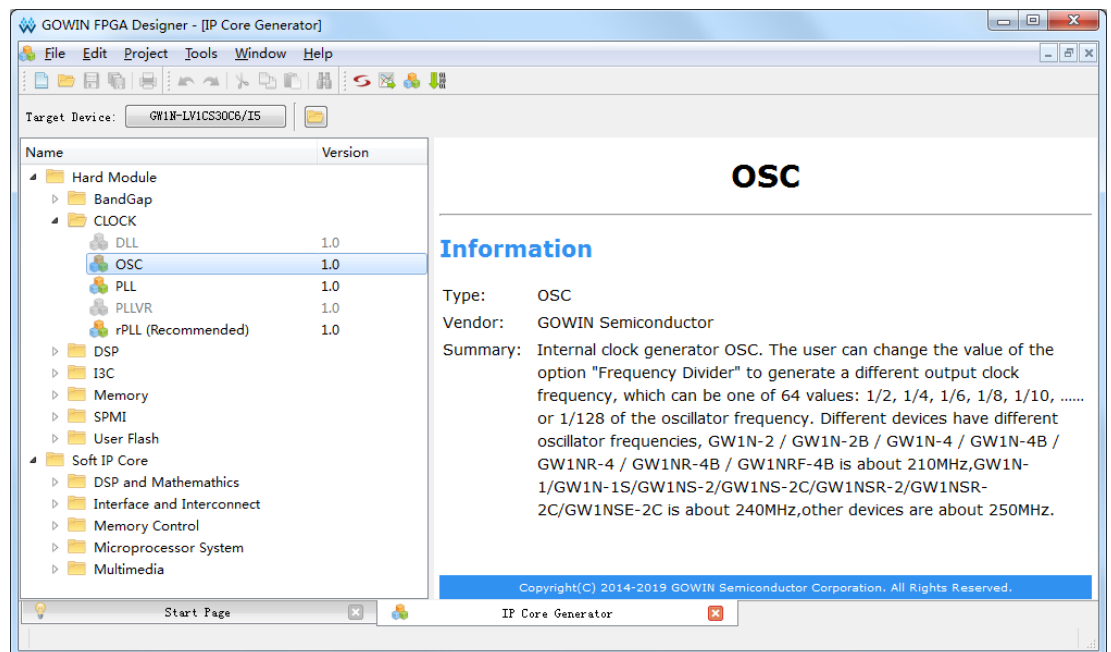 GOWIN FPGA Designer - [IP Core Generator]
File Edit Project Tools Window Help
Target Device: GW1N-LV1CS30C6/I5
Name Version
Hard Module
BandGap
CLOCK
DLL 1.0
OSC 1.0
PLL 1.0
PLLVR 1.0
rPLL (Recommended) 1.0
DSP
I3C
Memory
SPMI
User Flash
Soft IP Core
DSP and Mathemathics
Interface and Interconnect
Memory Control
Microprocessor System
Multimedia
OSC
Information
Type: OSC
Vendor: GOWIN Semiconductor
Summary: Internal clock generator OSC. The user can change the value of the
option "Frequency Divider" to generate a different output clock
frequency, which can be one of 64 values: 1/2, 1/4, 1/6, 1/8, 1/10, ......
or 1/128 of the oscillator frequency. Different devices have different
oscillator frequencies, GW1N-2 / GW1N-2B / GW1N-4 / GW1N-4B /
GW1NR-4 / GW1NR-4B / GW1NRF-4B is about 210MHz,GW1N-
1/GW1N-1S/GW1NS-2/GW1NS-2C/GW1NSR-2/GW1NSR-
2C/GW1NSE-2C is about 240MHz,other devices are about 250MHz.
Copyright(C) 2014-2019 GOWIN Semiconductor Corporation. All Rights Reserved.
Start Page IP Core Generator